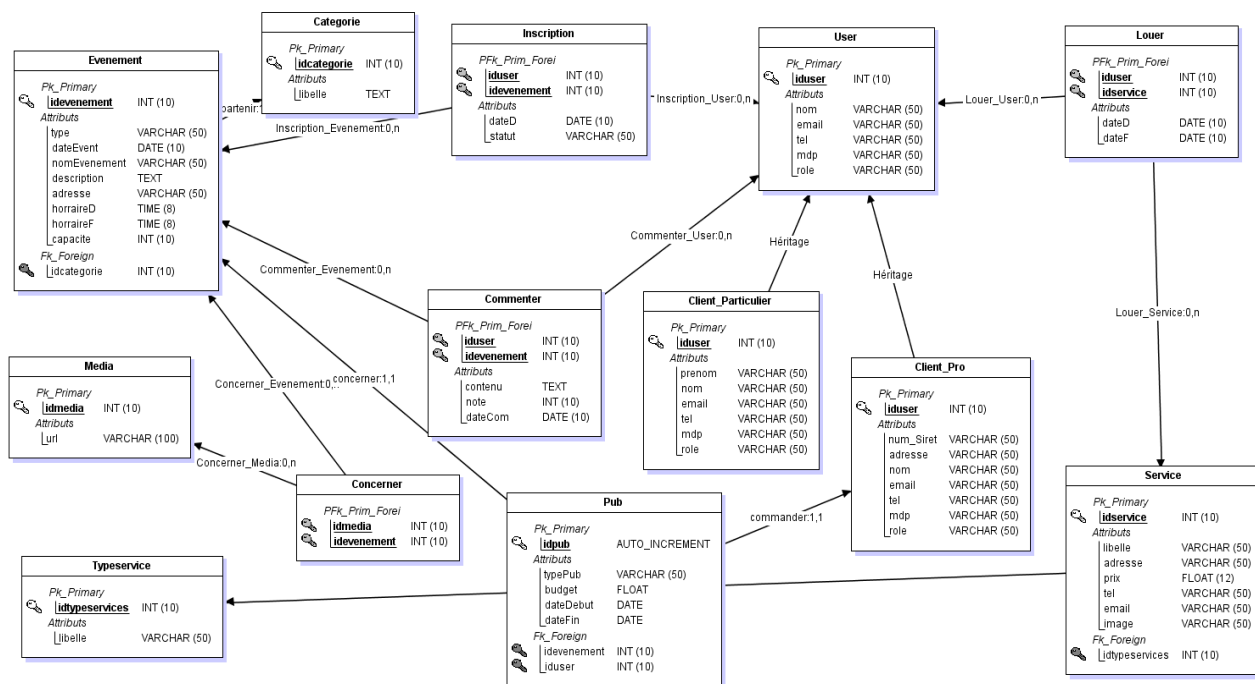 Evenement
Pk_Primary
idevenement INT (10)
Attributs
type VARCHAR (50)
dateEvent DATE (10)
nomEvenement VARCHAR (50)
description TEXT
adresse VARCHAR (50)
horraireD TIME (8)
horraireF TIME (8)
capacite INT (10)
Fk_Foreign
idcategorie INT (10)
Categorie
Pk_Primary
idcategorie INT (10)
Attributs
libelle TEXT
Inscription
PFk_Prim_Forei
iduser INT (10)
idevenement INT (10)
Attributs
dateD DATE (10)
statut VARCHAR (50)
User
Pk_Primary
iduser INT (10)
Attributs
nom VARCHAR (50)
email VARCHAR (50)
tel VARCHAR (50)
mdp VARCHAR (50)
role VARCHAR (50)
Louer
PFk_Prim_Forei
iduser INT (10)
idservice INT (10)
Attributs
dateD DATE (10)
dateF DATE (10)
partenir:
Inscription_Evenement:0,n
Inscription_User:0,n
Louer_User:0,n
Commenter_Evenement:0,n
Commenter_User:0,n
Héritage
Héritage
Louer_Service:0,n
Commenter
PFk_Prim_Forei
iduser INT (10)
idevenement INT (10)
Attributs
contenu TEXT
note INT (10)
dateCom DATE (10)
Client_Particulier
Pk_Primary
iduser INT (10)
Attributs
prenom VARCHAR (50)
nom VARCHAR (50)
email VARCHAR (50)
tel VARCHAR (50)
mdp VARCHAR (50)
role VARCHAR (50)
Client_Pro
Pk_Primary
iduser INT (10)
Attributs
num_Siret VARCHAR (50)
adresse VARCHAR (50)
nom VARCHAR (50)
email VARCHAR (50)
tel VARCHAR (50)
mdp VARCHAR (50)
role VARCHAR (50)
Media
Pk_Primary
idmedia INT (10)
Attributs
url VARCHAR (100)
Concerner_Evenement:0,
concerner:1,1
Concerner_Media:0,n
Concerner
PFk_Prim_Forei
idmedia INT (10)
idevenement INT (10)
Pub
Pk_Primary
idpub AUTO_INCREMENT
Attributs
typePub VARCHAR (50)
budget FLOAT
dateDebut DATE
dateFin DATE
Fk_Foreign
idevenement INT (10)
iduser INT (10)
commander:1,1
Service
Pk_Primary
idservice INT (10)
Attributs
libelle VARCHAR (50)
adresse VARCHAR (50)
prix FLOAT (12)
tel VARCHAR (50)
email VARCHAR (50)
image VARCHAR (50)
Fk_Foreign
idtypeservices INT (10)
Typeservice
Pk_Primary
idtypeservices INT (10)
Attributs
libelle VARCHAR (50)